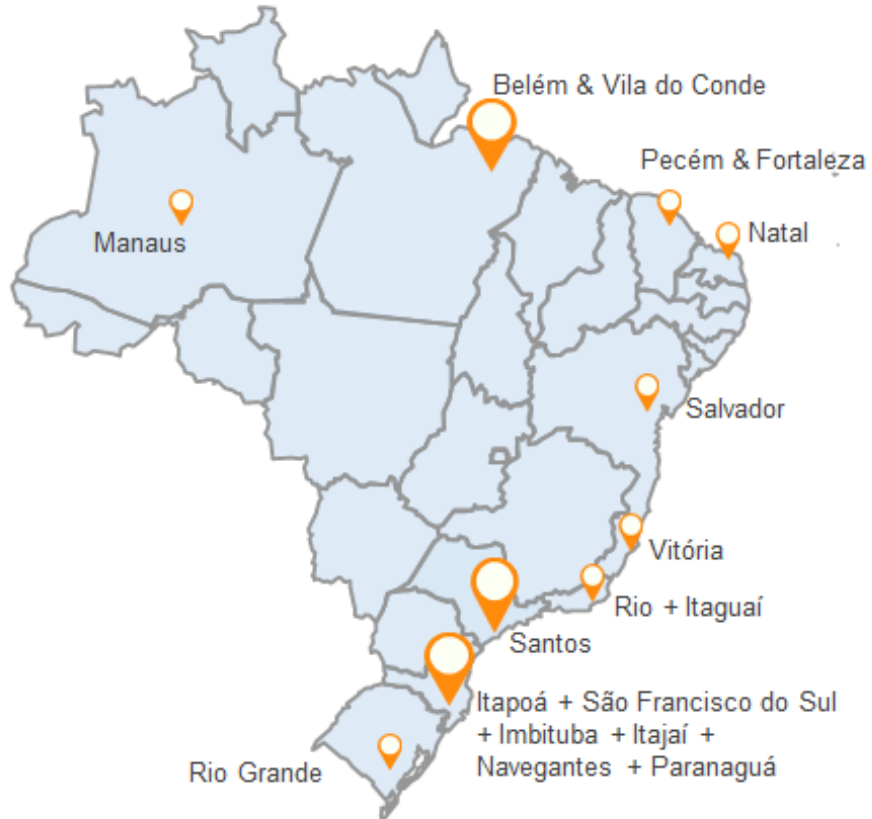 Belém & Vila do Conde
Pecém & Fortaleza
Natal
Manaus
Salvador
Vitória
Rio + Itaguaí
Santos
Itapoá + São Francisco do Sul
+ Imbituba + Itajaí +
Navegantes + Paranaguá
Rio Grande